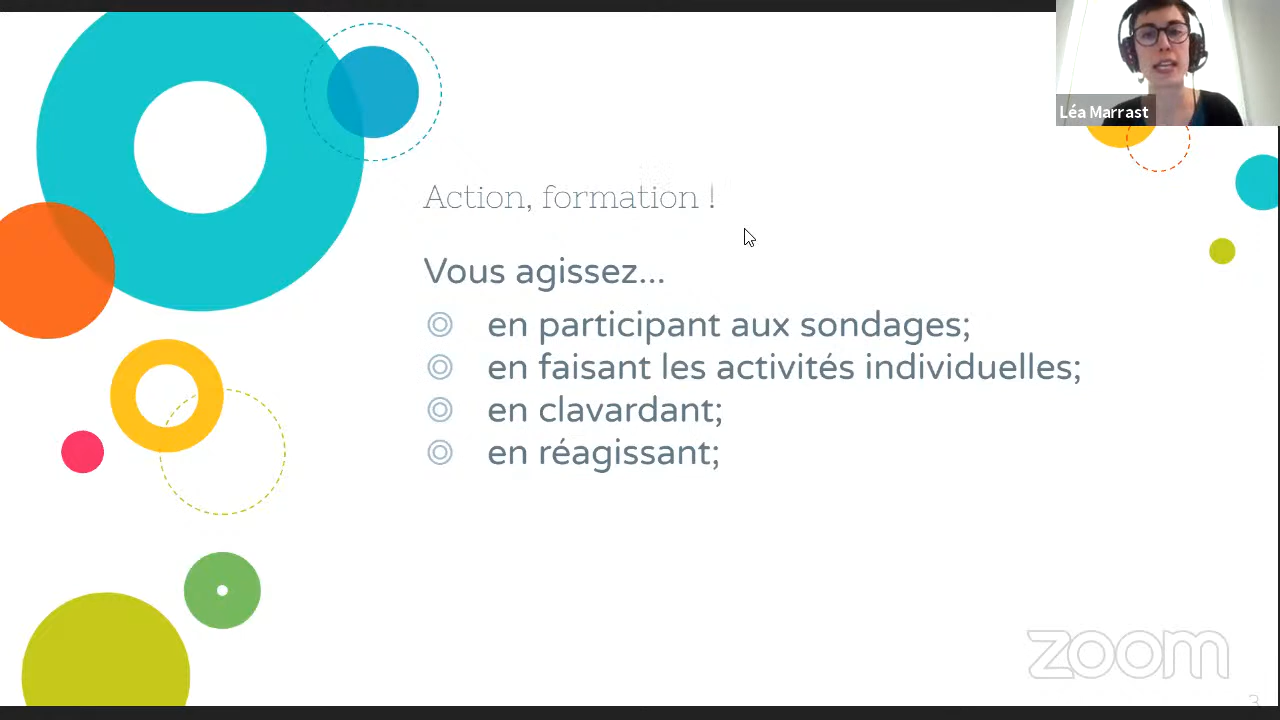 Léa Marrast
Action, formation !
Vous agissez...
en participant aux sondages;
en faisant les activités individuelles;
en clavardant;
en réagissant;
zoom
3